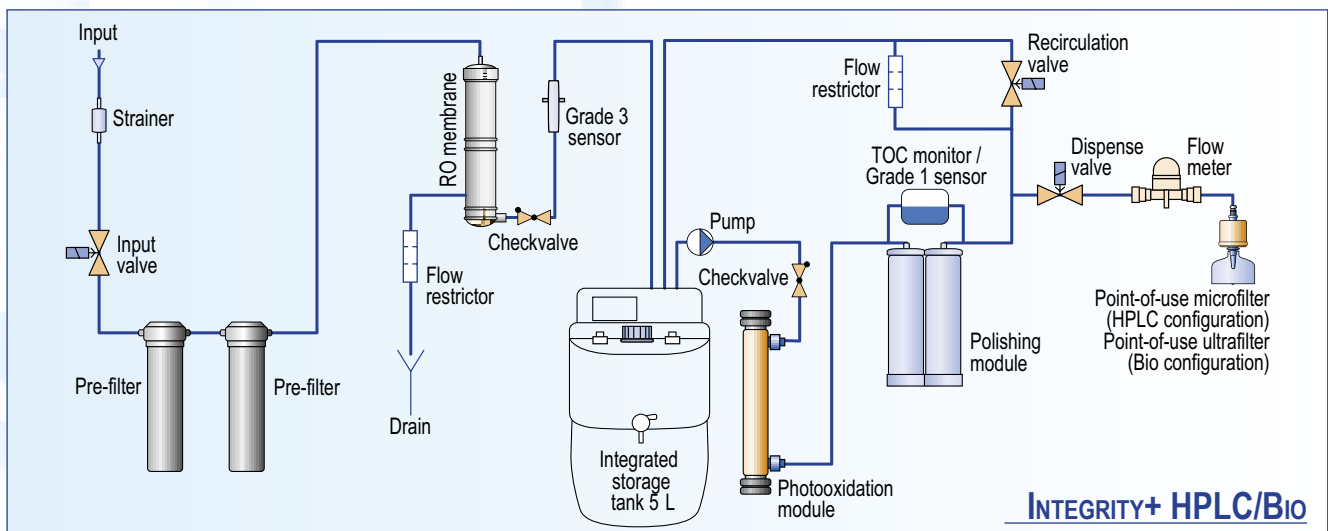 Input
Strainer
Input
valve
Pre-filter
Pre-filter
RO membrane
Flow
restrictor
Drain
Checkvalve
Grade 3
sensor
Integrated
storage
tank 5 L
Pump
Checkvalve
Photooxidation
module
Flow
restrictor
Recirculation
valve
TOC monitor /
Grade 1 sensor
Polishing
module
Dispense
valve
Flow
meter
Point-of-use microfilter
(HPLC configuration)
Point-of-use ultrafilter
(Bio configuration)
INTEGRITY+ HPLC/BIO